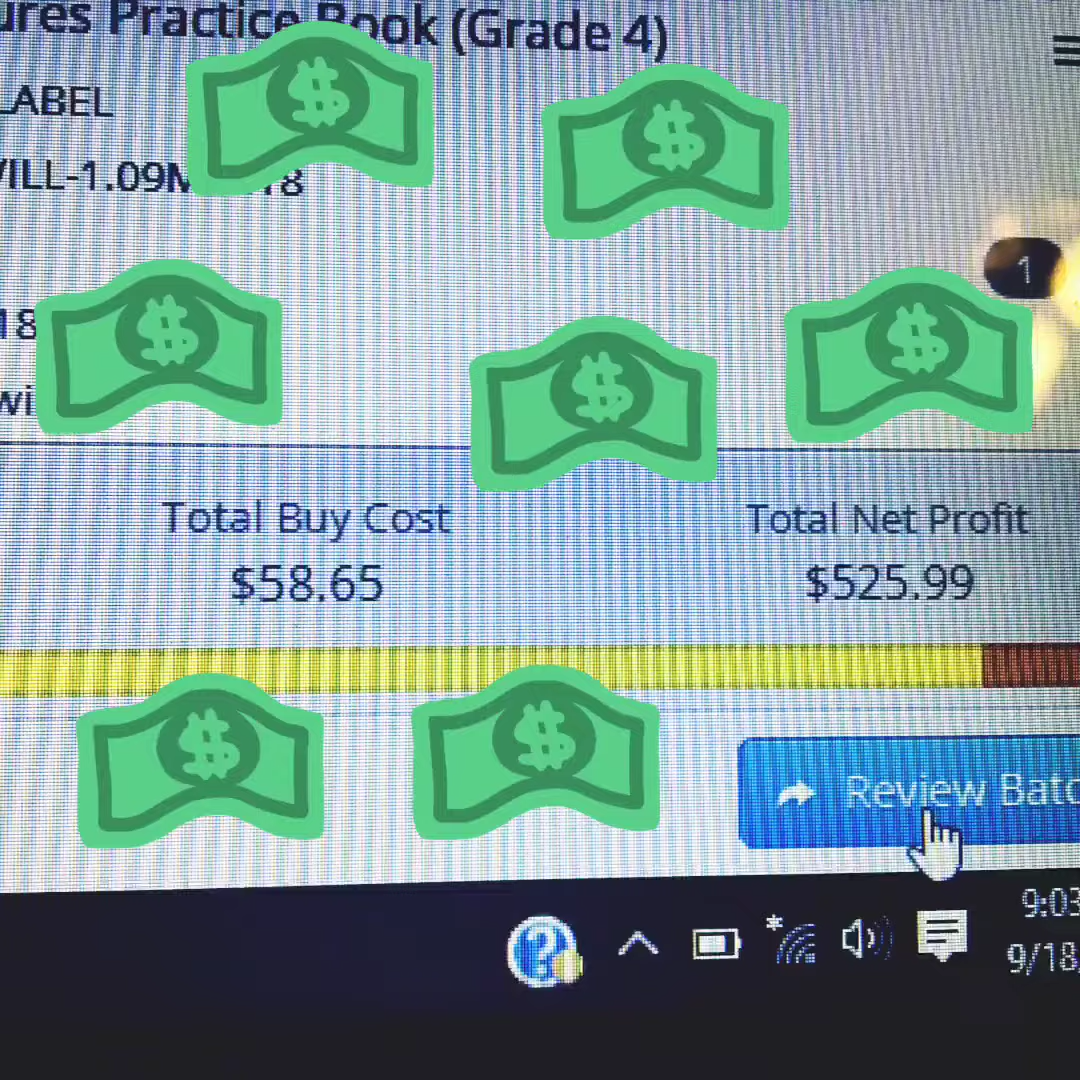 ures Practice Book (Grade 4)
LABEL
1
Total Buy Cost
Total Net Profit
$58.65
$525.99
Review Batc
9:03
9/18